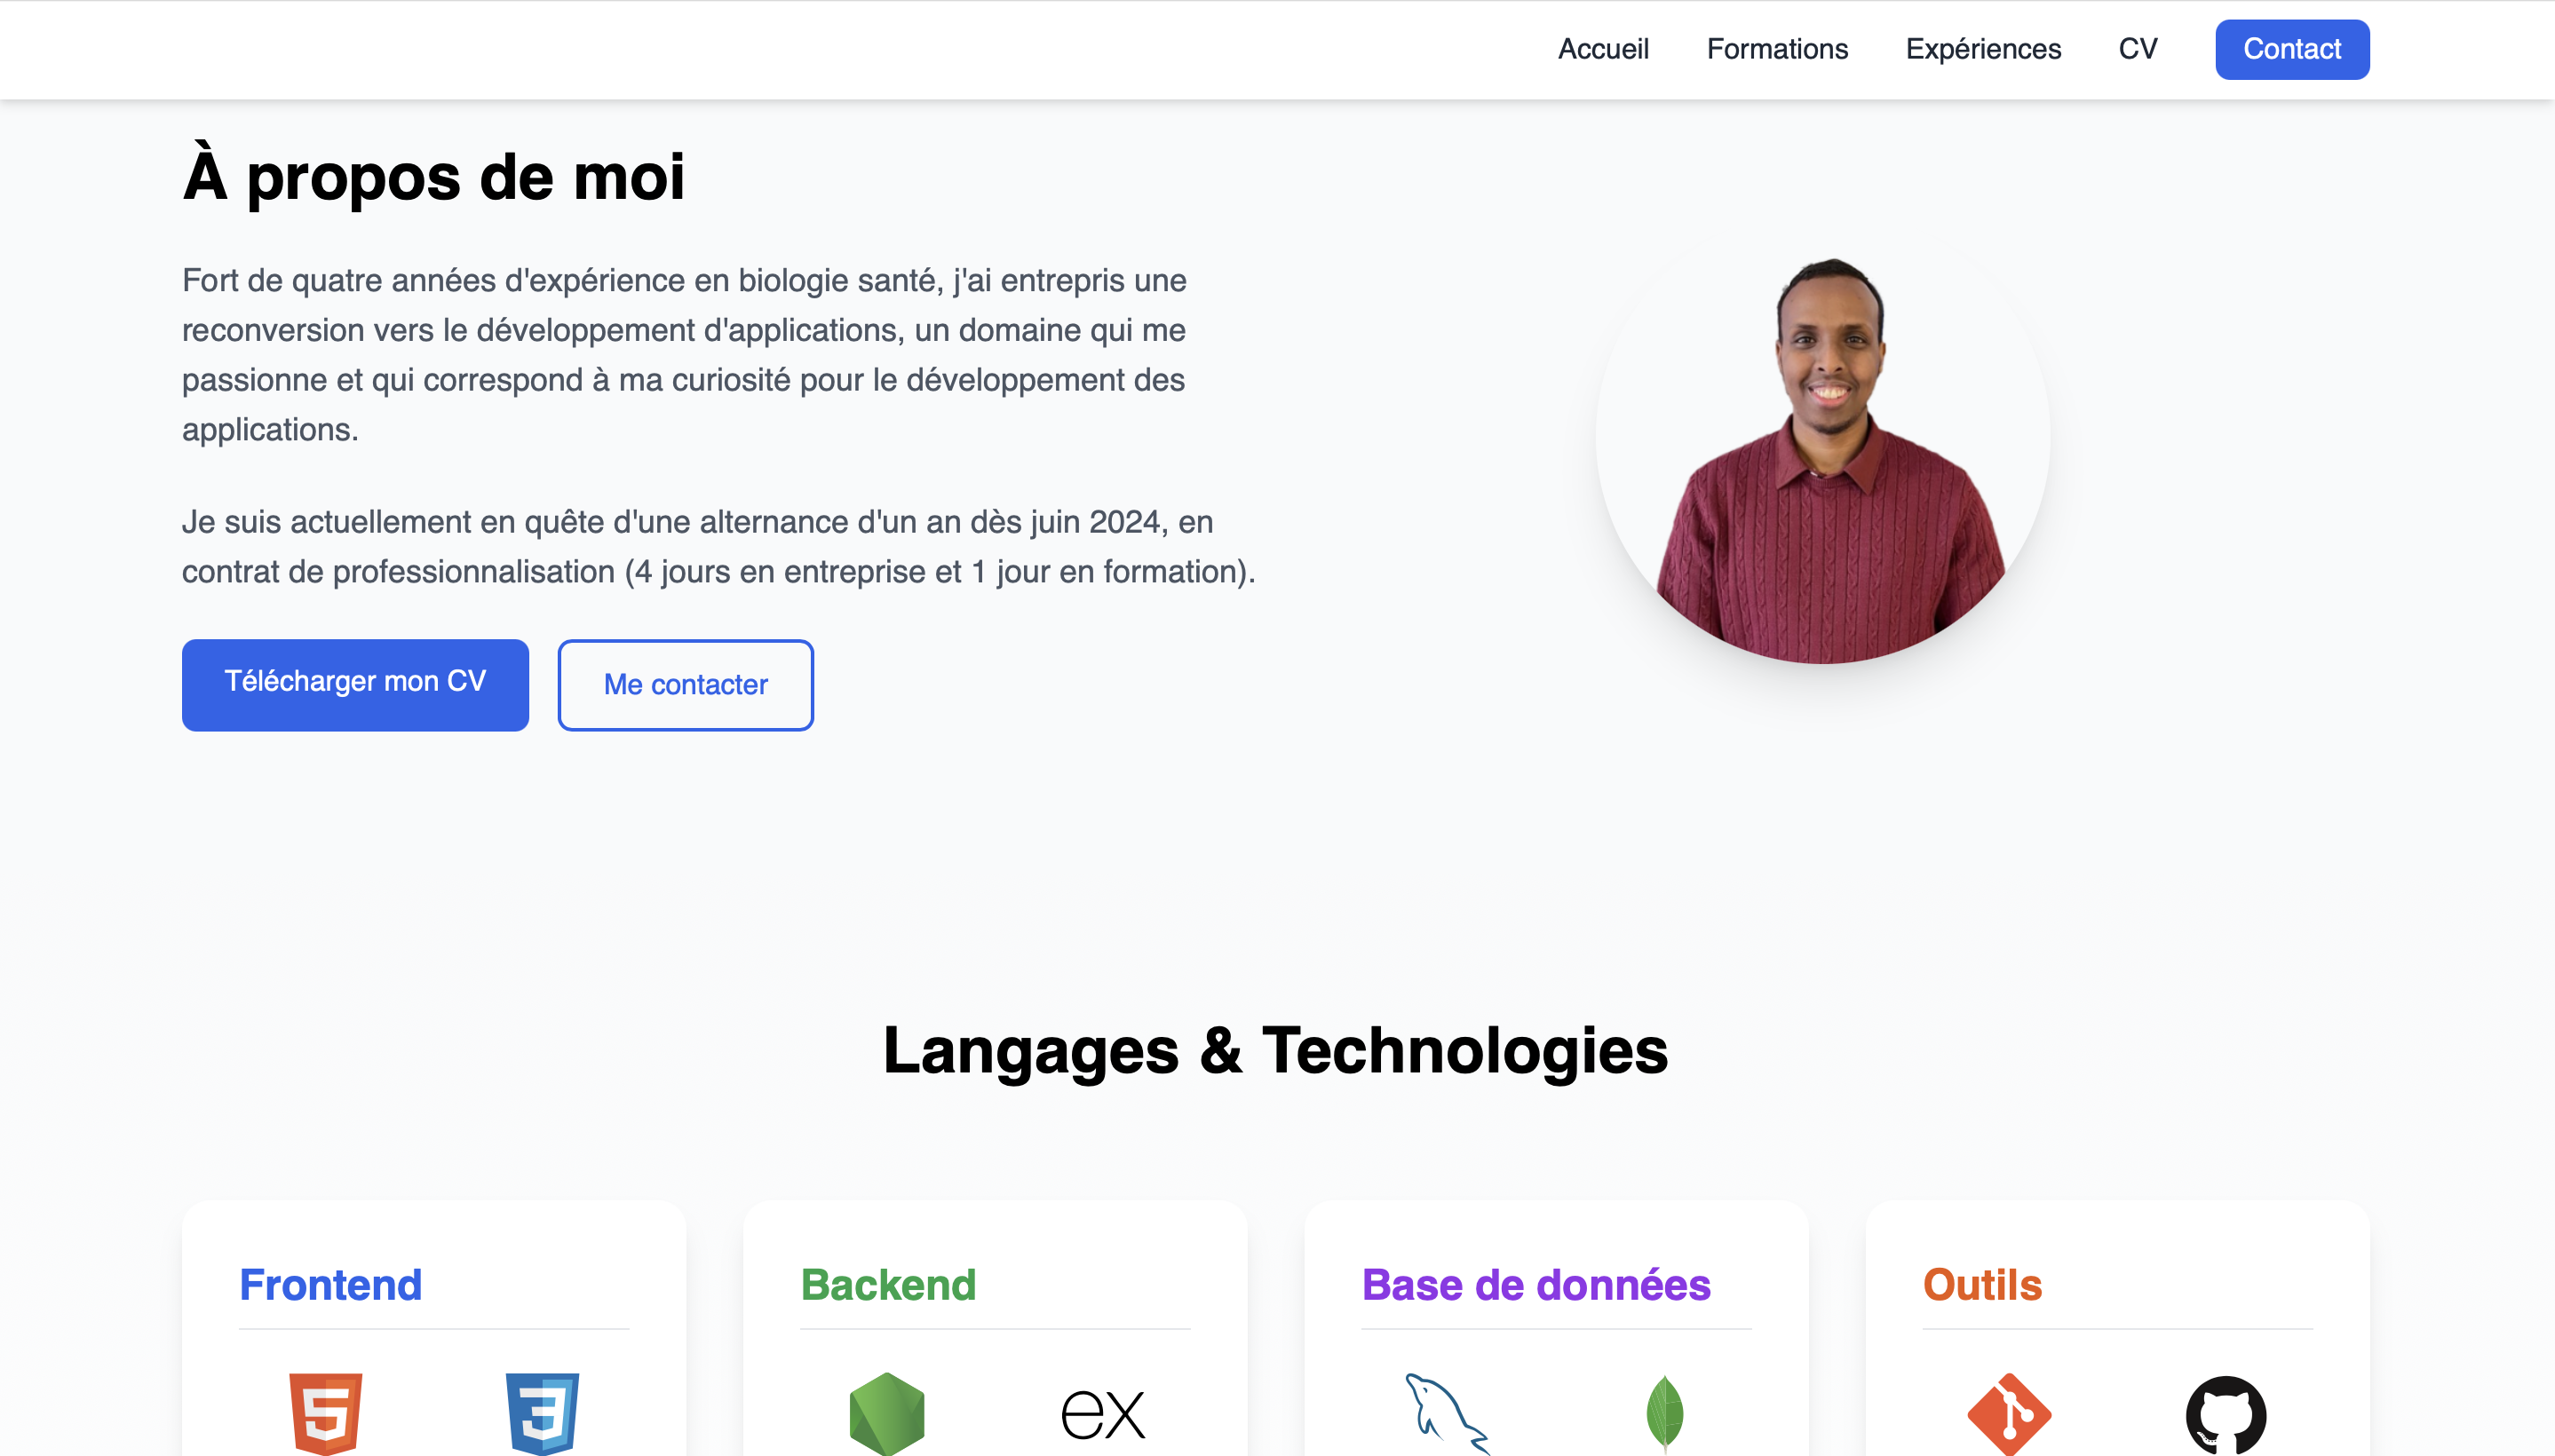 Accueil
Formations
Expériences
CV
Contact
À propos de moi
Fort de quatre années d'expérience en biologie santé, j'ai entrepris une
reconversion vers le développement d'applications, un domaine qui me
passionne et qui correspond à ma curiosité pour le développement des
applications.
Je suis actuellement en quête d'une alternance d'un an dès juin 2024, en
contrat de professionnalisation (4 jours en entreprise et 1 jour en formation).
Télécharger mon CV
Me contacter
Langages & Technologies
Frontend
5
3
Backend
ex
Base de données
Outils